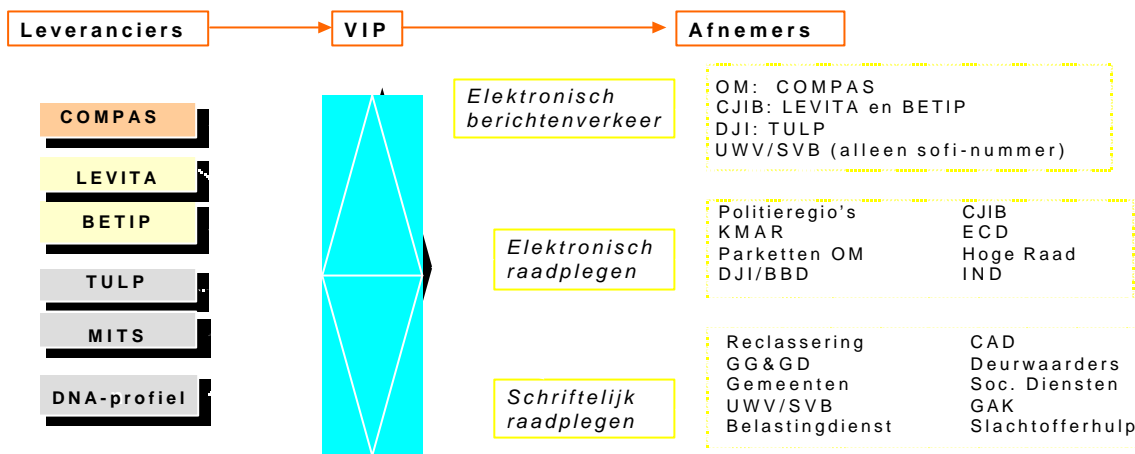 Leveranciers
VIP
Afnemers
COMPAS
LEVITA
BETIP
TULP
MITS
DNA-profiel
Elektronisch
berichtenverkeer
OM: COMPAS
CJIB: LEVITA en BETIP
DJI: TULP
UWV/SVB (alleen sofi-nummer)
Elektronisch
raadplegen
Politieregio's
KMAR
Parketten OM
DJI/BBD
CJIB
ECD
Hoge Raad
IND
Schriftelijk
raadplegen
Reclassering
GG&GD
Gemeenten
UWV/SVB
Belastingdienst
CAD
Deurwaarders
Soc. Diensten
GAK
Slachtofferhulp